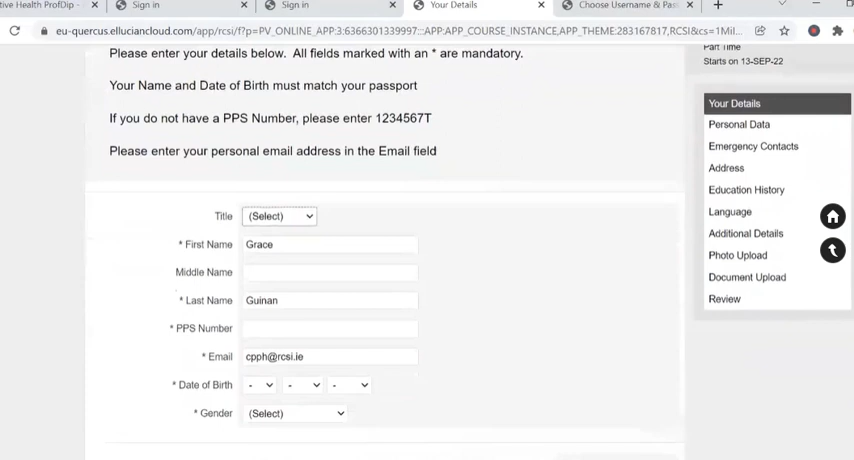 tive Health ProfDip -
Sign in
Sign in
Your Details
Choose Username & Pas
eu-quercus.elluciancloud.com/app/rcsi/f?p=PV_ONLINE_APP:3:6366301339997:::APP:APP_COURSE_INSTANCE,APP_THEME:283167817,RCSI&cs=1Mil...
Please enter your details below. All fields marked with an * are mandatory.
Your Name and Date of Birth must match your passport
If you do not have a PPS Number, please enter 1234567T
Please enter your personal email address in the Email field
Title (Select)
* First Name Grace
Middle Name
* Last Name Guinan
* PPS Number
* Email cpph@rcsi.ie
* Date of Birth - - -
* Gender (Select)
Part Time
Starts on 13-SEP-22
Your Details
Personal Data
Emergency Contacts
Address
Education History
Language
Additional Details
Photo Upload
Document Upload
Review